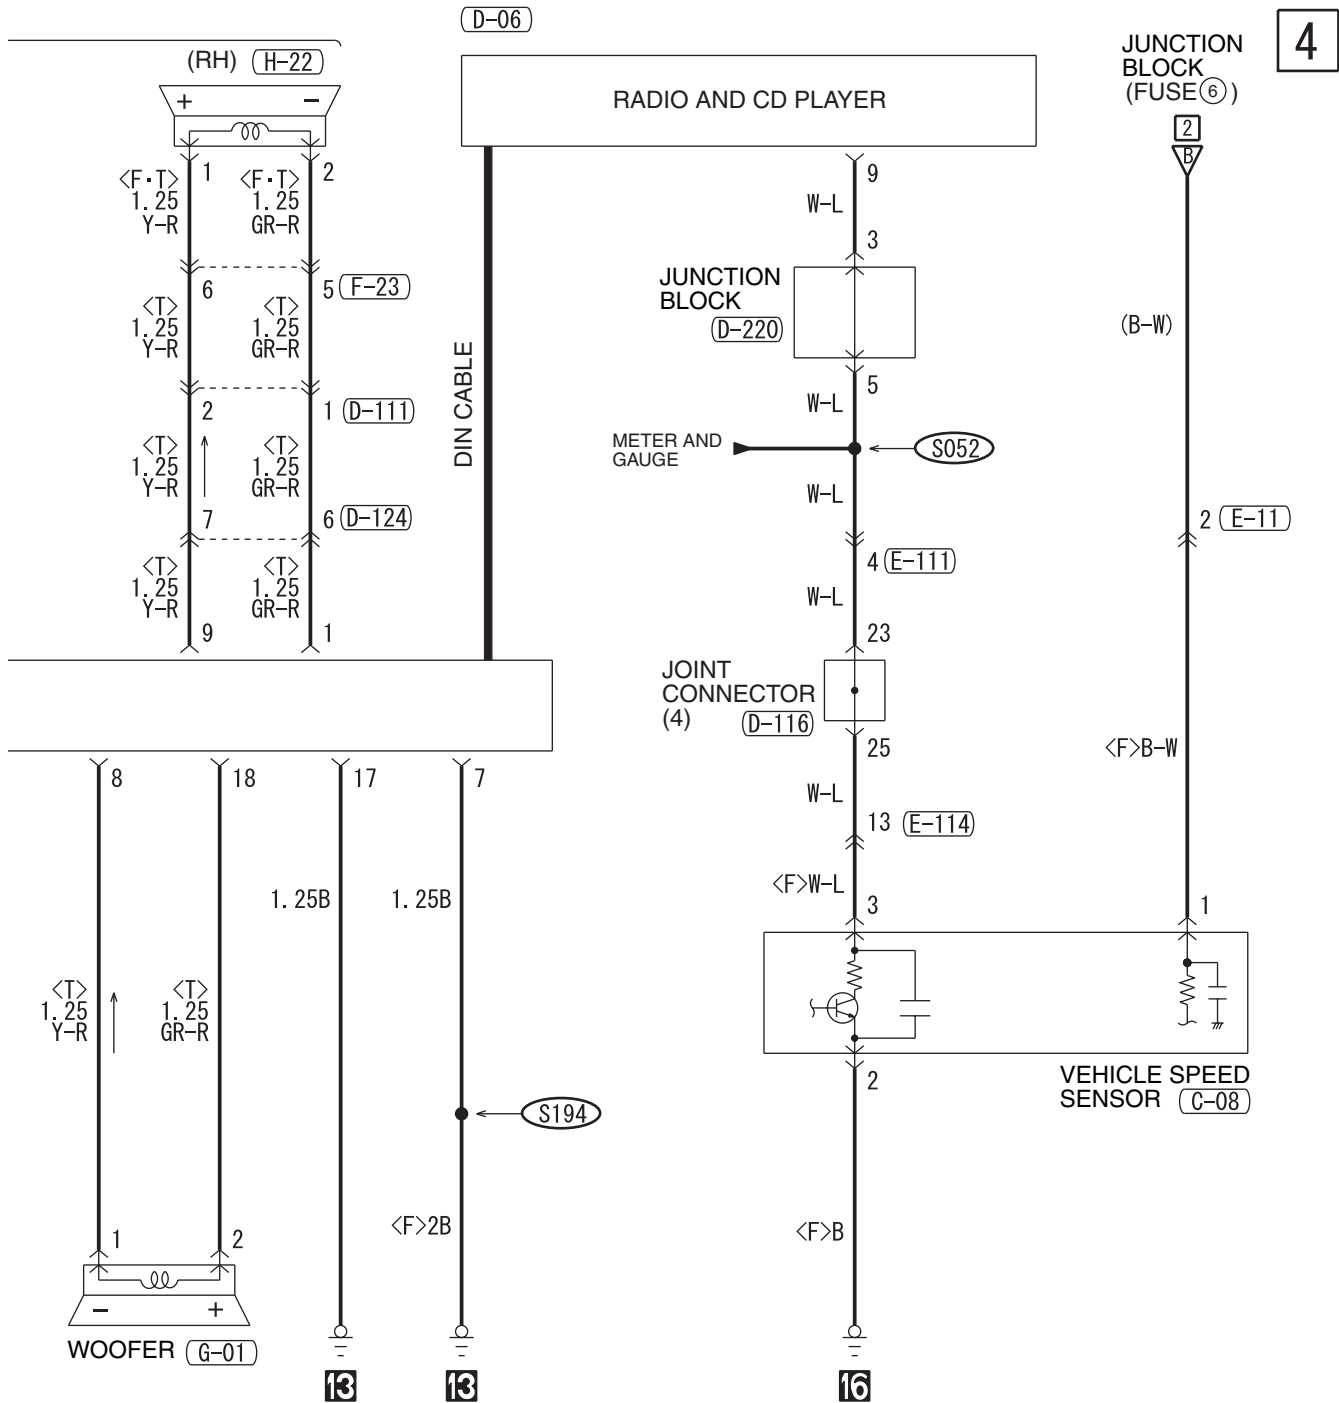 D-06
4
(RH) H-22
+ −
RADIO AND CD PLAYER
JUNCTION
BLOCK
(FUSE⑥)
2
B
1 2
<F·T> <F·T>
1.25 1.25
Y-R GR-R
9
W-L
3
6 5 F-23
<T> <T>
1.25 1.25
Y-R GR-R
JUNCTION
BLOCK
D-220
(B-W)
DIN CABLE
2 1 D-111
<T> <T>
1.25 1.25
Y-R GR-R
5
W-L
METER AND
GAUGE
S052
W-L
7 6 D-124
2 E-11
4 E-111
<T> <T>
1.25 1.25
Y-R GR-R
W-L
9 1
23
JOINT
CONNECTOR
(4) D-116
25
<F>B-W
8 18 17 7
W-L
13 E-114
1.25B 1.25B
<F>W-L
3 1
<T> <T>
1.25 1.25
Y-R GR-R
2
VEHICLE SPEED
SENSOR C-08
S194
<F>2B
<F>B
1 2
− +
WOOFER G-01
13 13 16